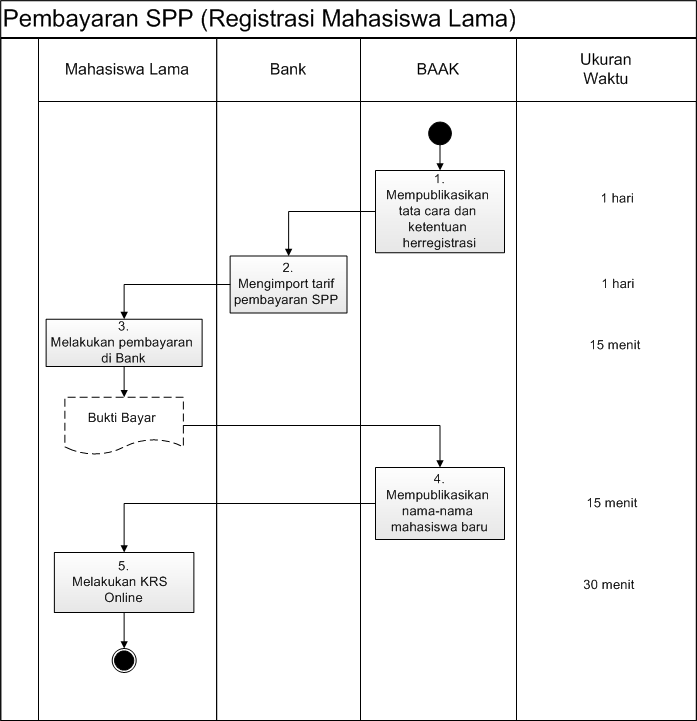 Pembayaran SPP (Registrasi Mahasiswa Lama)
Mahasiswa Lama
Bank
BAAK
Ukuran
Waktu
1.
Mempublikasikan
tata cara dan
ketentuan
herregistrasi
1 hari
2.
Mengimport tarif
pembayaran SPP
1 hari
3.
Melakukan pembayaran
di Bank
15 menit
Bukti Bayar
4.
Mempublikasikan
nama-nama
mahasiswa baru
15 menit
5.
Melakukan KRS
Online
30 menit